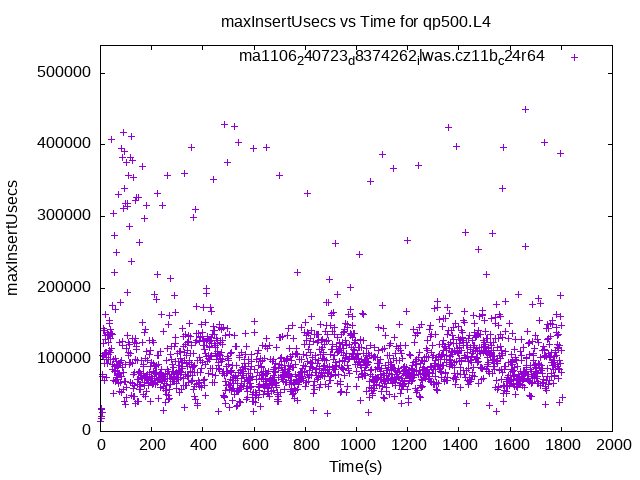 maxInsertUsecs vs Time for qp500.L4
ma1106240723d8374262ilwas.cz11bc24r64
500000
400000
300000
200000
100000
0
maxInsertUsecs
0 200 400 600 800 1000 1200 1400 1600 1800 2000
Time(s)